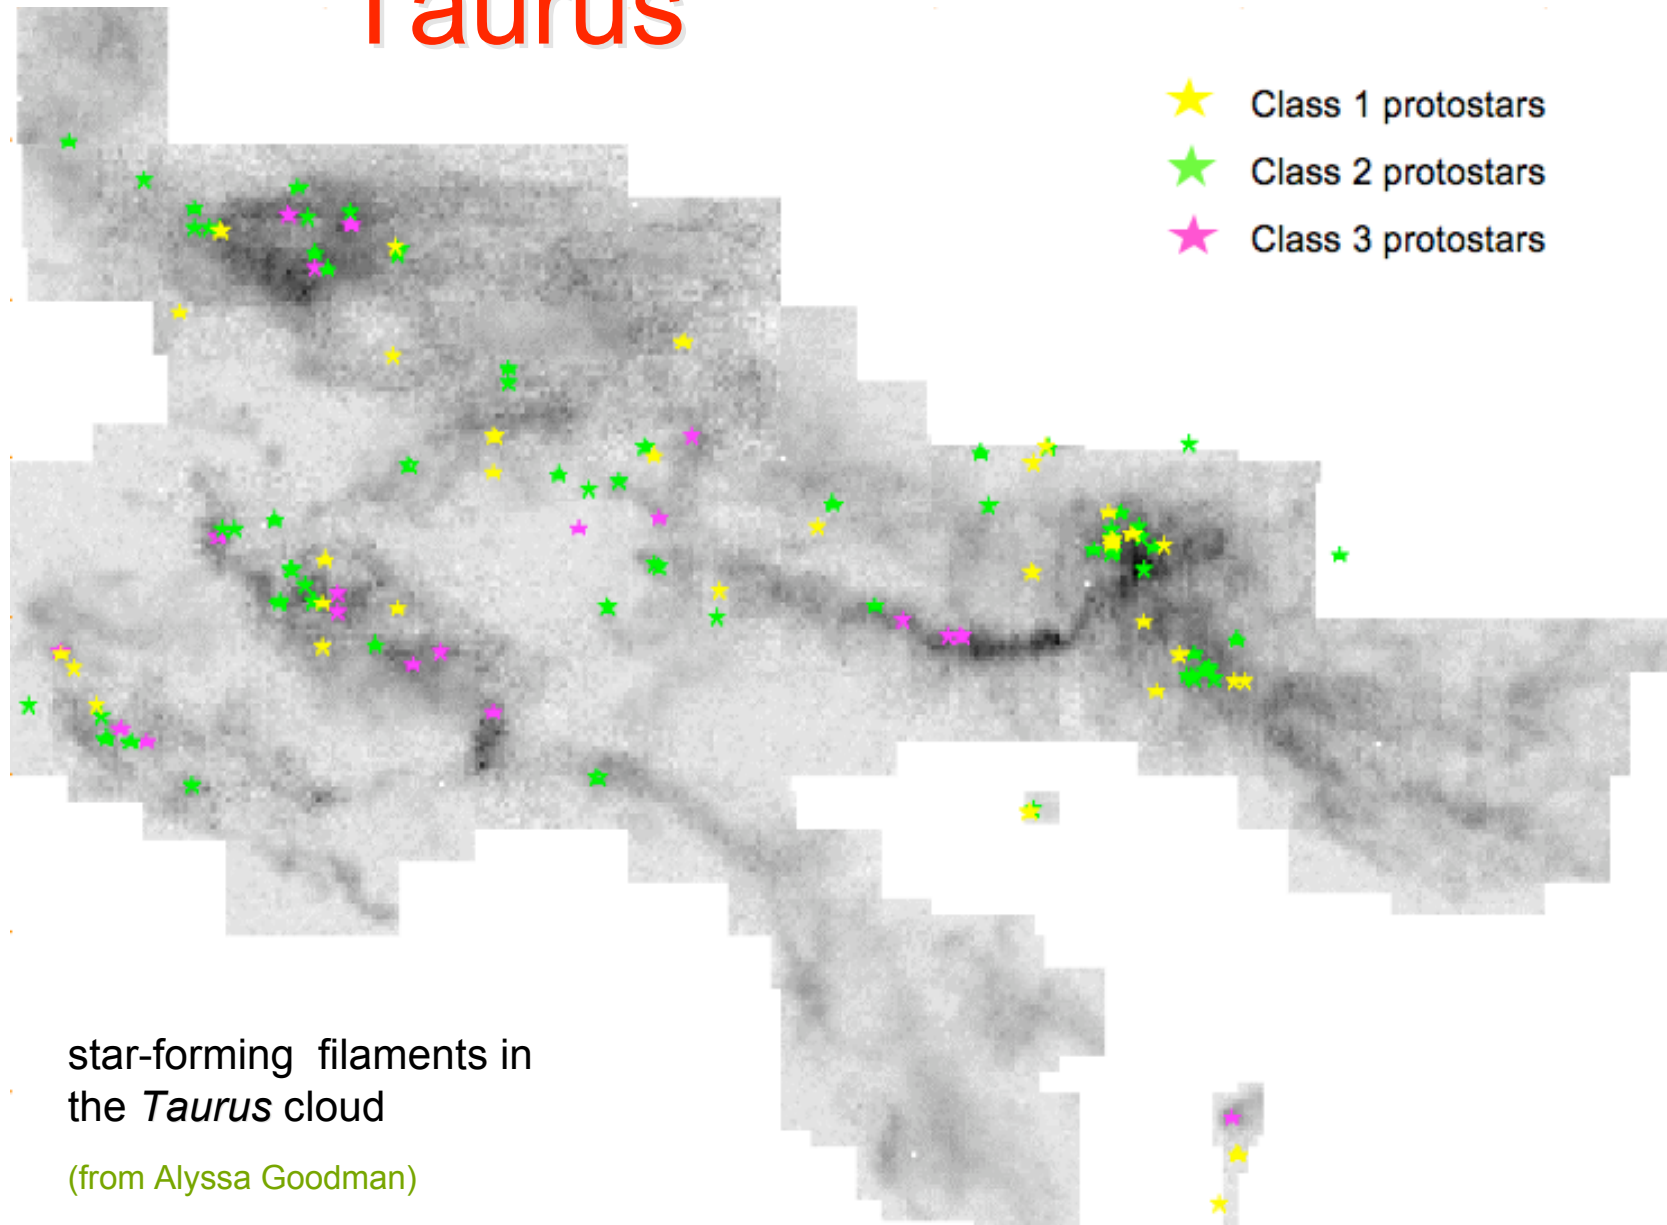 Taurus
Class 1 protostars
Class 2 protostars
Class 3 protostars
star-forming filaments in
the Taurus cloud
(from Alyssa Goodman)